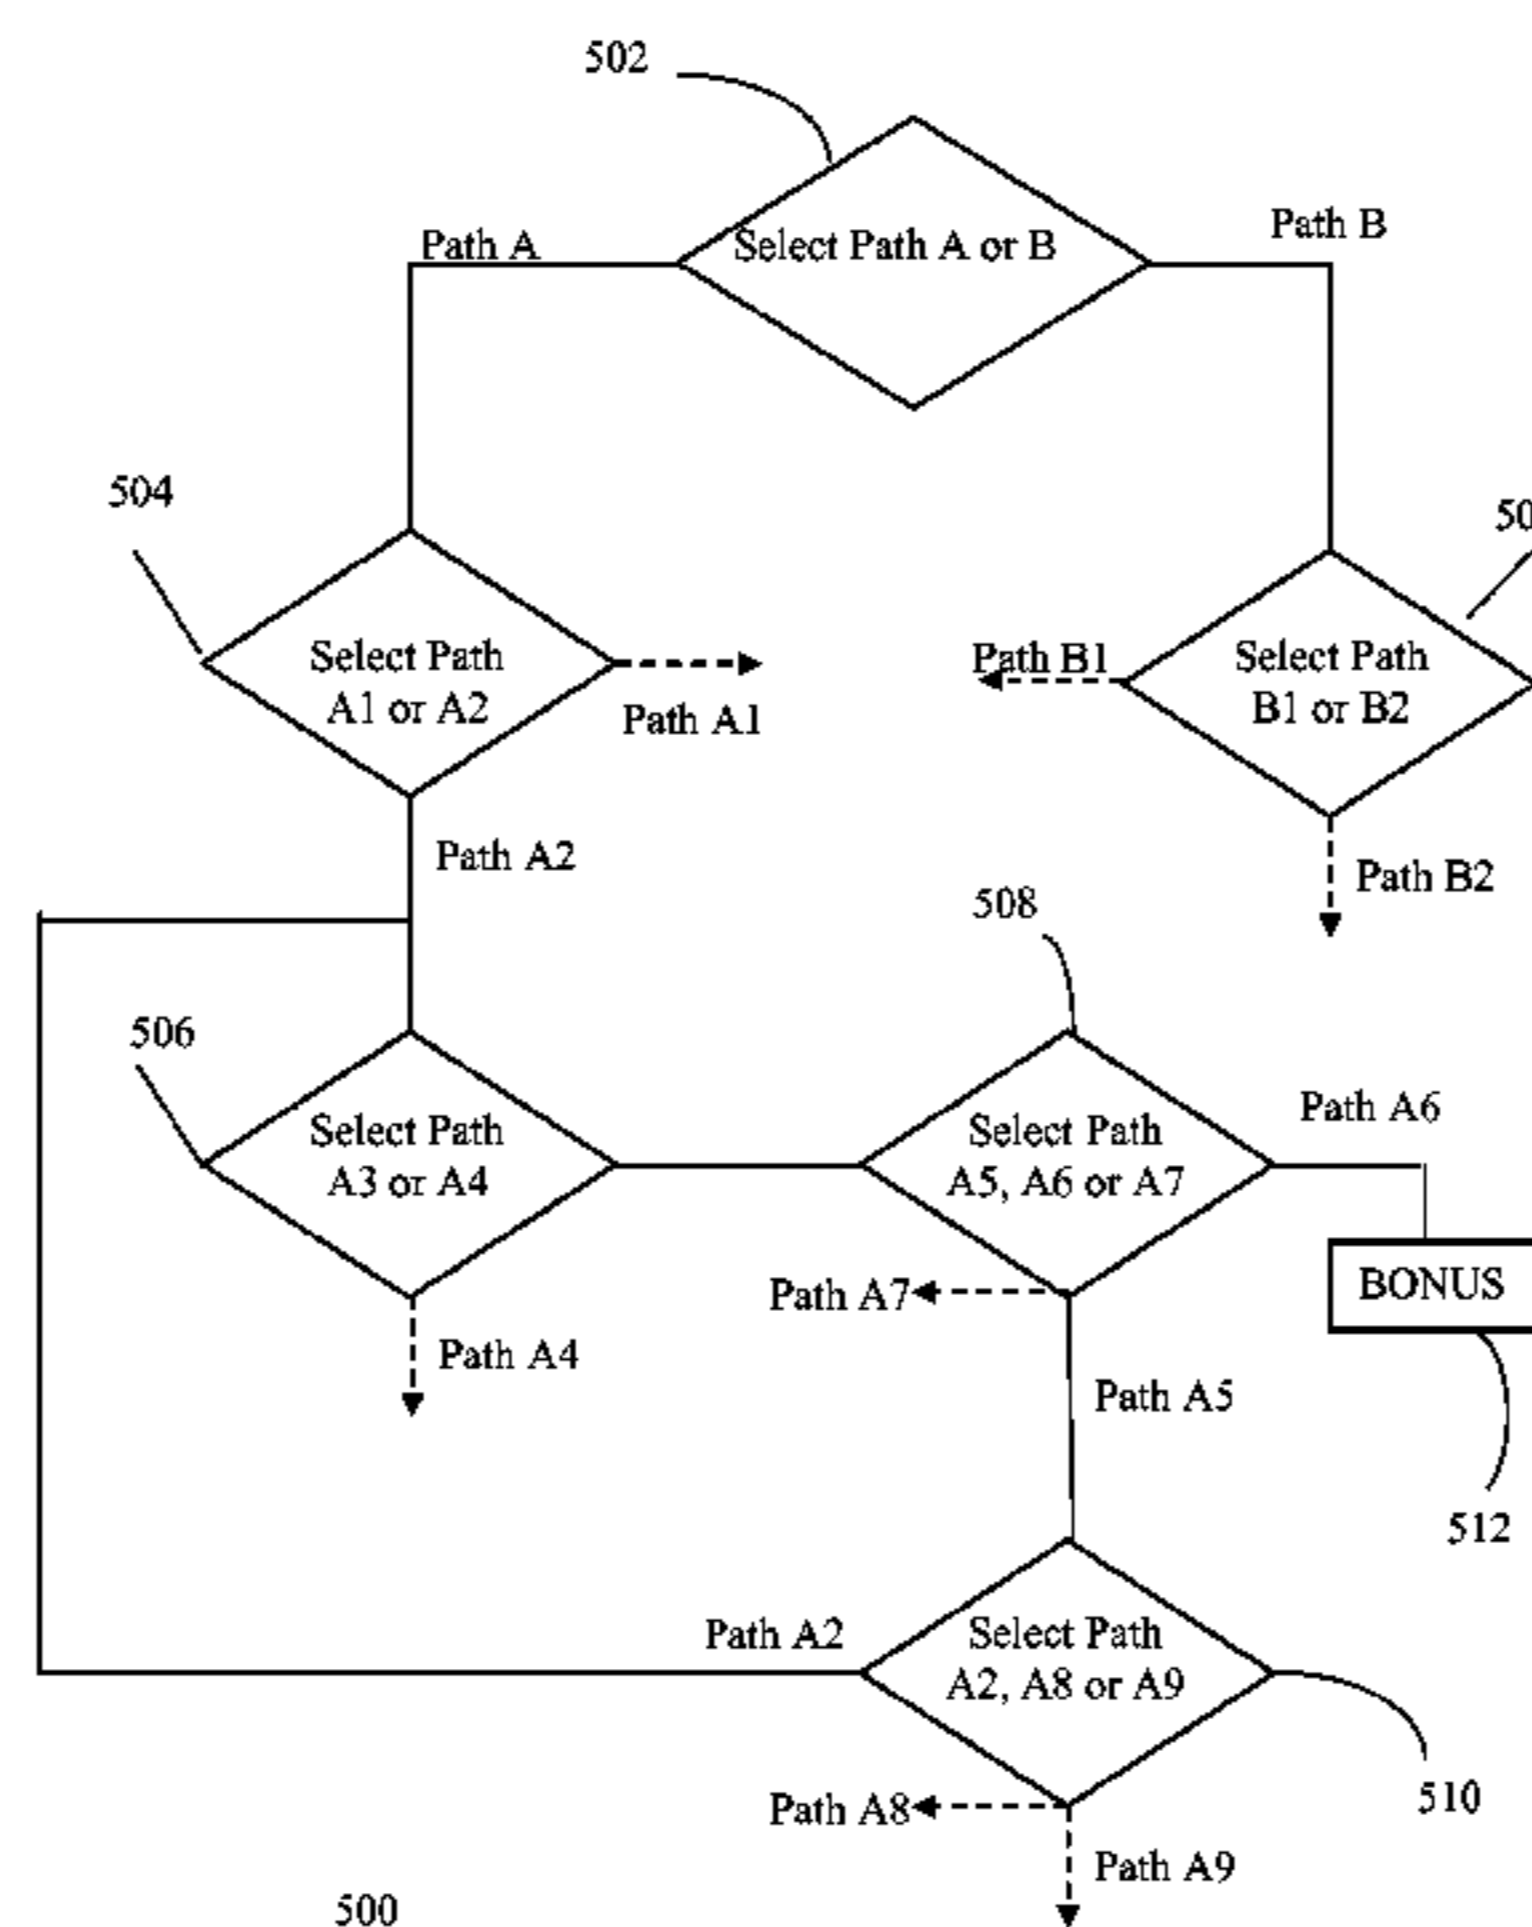 502
Path A
Select Path A or B
Path B
504
50
Select Path
A1 or A2
Path A1
Path B1
Select Path
B1 or B2
Path A2
Path B2
508
506
Select Path
A3 or A4
Select Path
A5, A6 or A7
Path A6
BONUS
Path A7
Path A4
Path A5
512
Path A2
Select Path
A2, A8 or A9
510
Path A8
Path A9
500